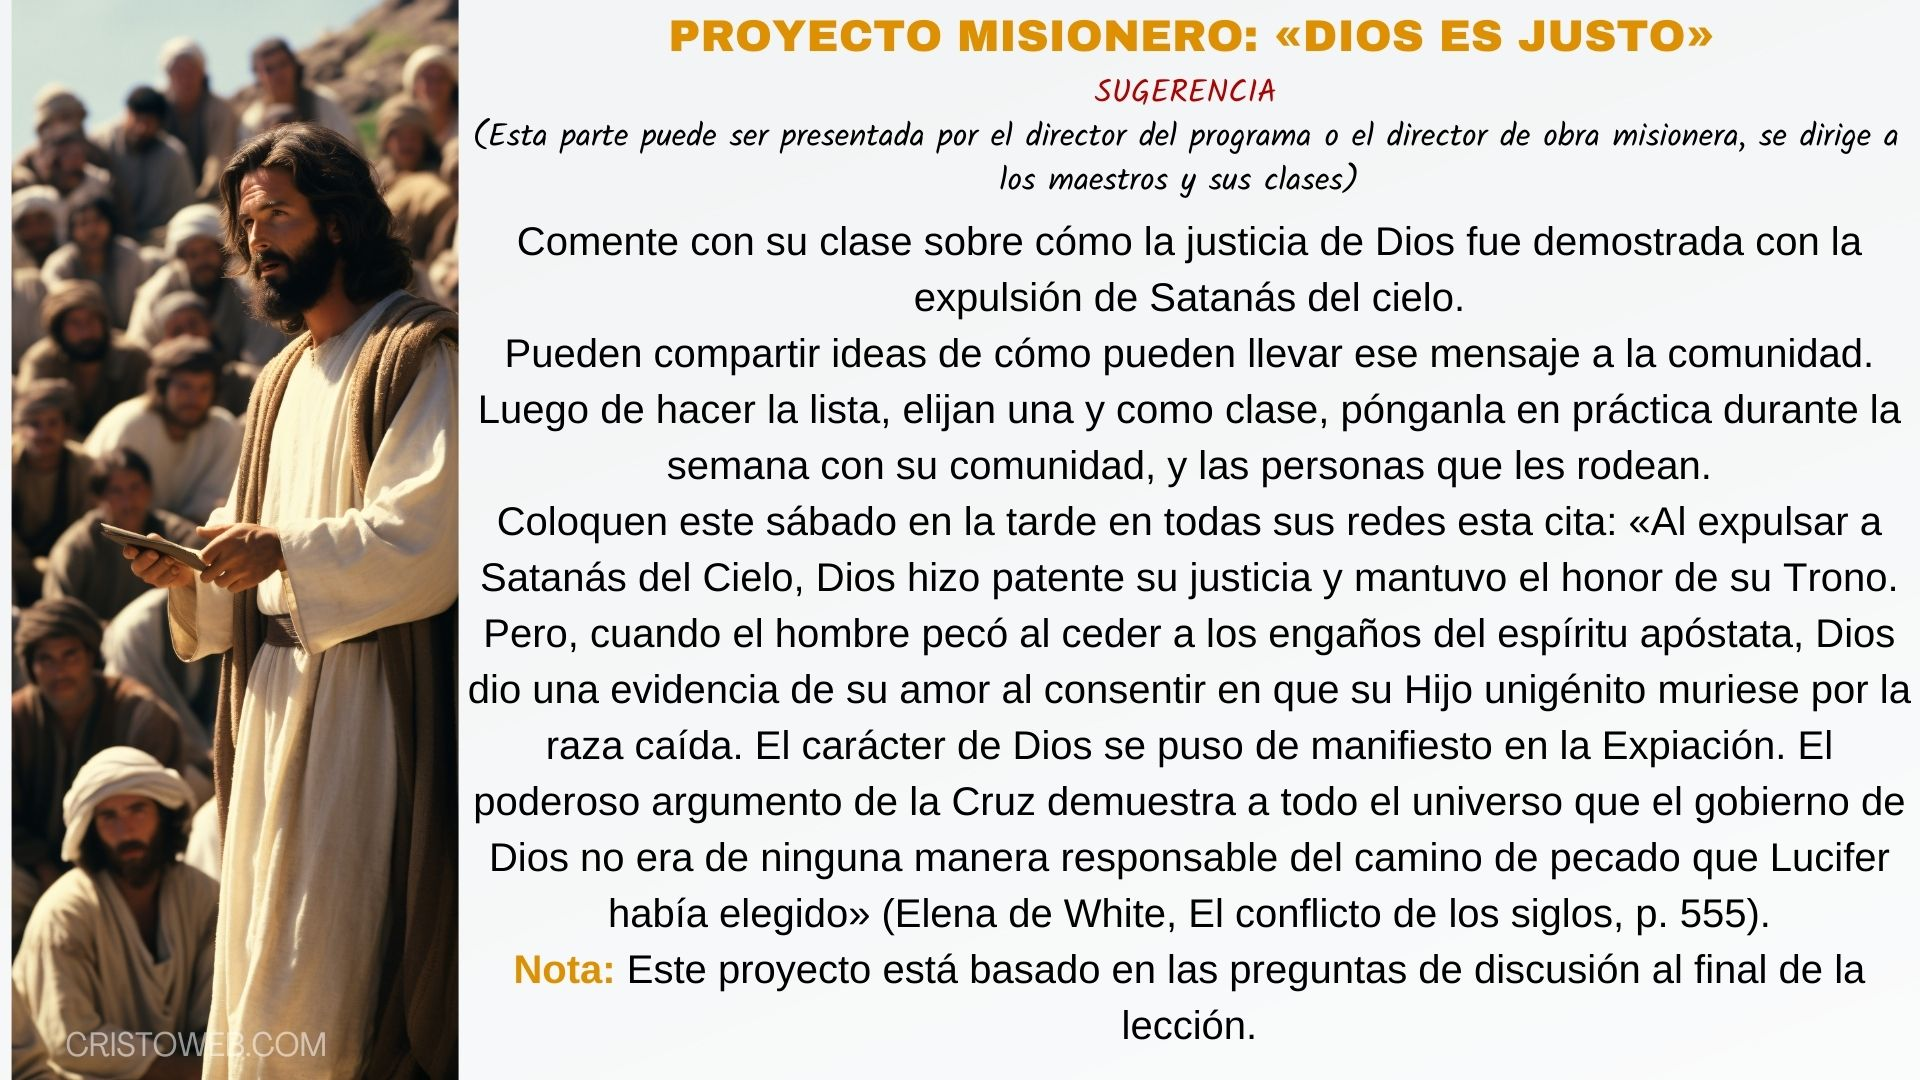 PROYECTO MISIONERO: «DIOS ES JUSTO»
SUGERENCIA
(Esta parte puede ser presentada por el director del programa o el director de obra misionera, se dirige a
los maestros y sus clases)
Comente con su clase sobre cómo la justicia de Dios fue demostrada con la
expulsión de Satanás del cielo.
Pueden compartir ideas de cómo pueden llevar ese mensaje a la comunidad.
Luego de hacer la lista, elijan una y como clase, pónganla en práctica durante la
semana con su comunidad, y las personas que les rodean.
Coloquen este sábado en la tarde en todas sus redes esta cita: «Al expulsar a
Satanás del Cielo, Dios hizo patente su justicia y mantuvo el honor de su Trono.
Pero, cuando el hombre pecó al ceder a los engaños del espíritu apóstata, Dios
dio una evidencia de su amor al consentir en que su Hijo unigénito muriese por la
raza caída. El carácter de Dios se puso de manifiesto en la Expiación. El
poderoso argumento de la Cruz demuestra a todo el universo que el gobierno de
Dios no era de ninguna manera responsable del camino de pecado que Lucifer
había elegido» (Elena de White, El conflicto de los siglos, p. 555).
Nota: Este proyecto está basado en las preguntas de discusión al final de la
lección.
CRISTOWEB.COM